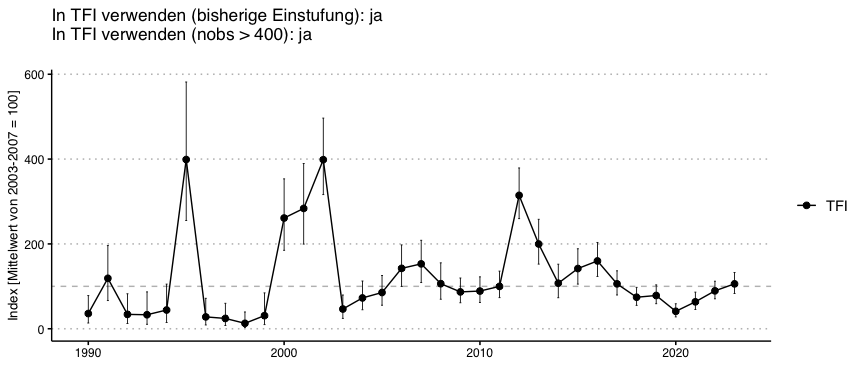 In TFI verwenden (bisherige Einstufung): ja
In TFI verwenden (nobs > 400): ja
Index [Mittelwert von 2003-2007 = 100]
600
400
200
0
1990
2000
2010
2020
TFI